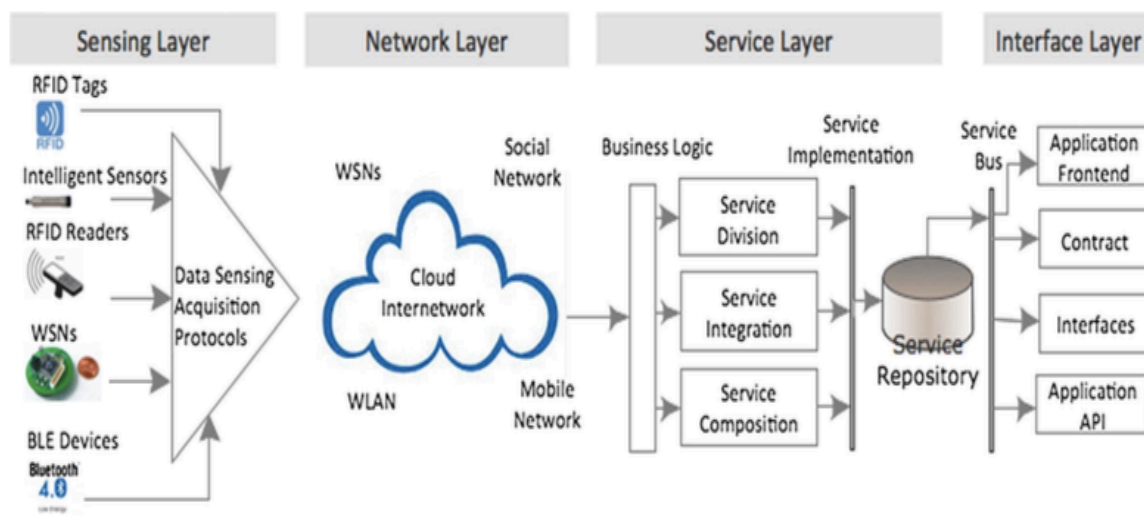 Sensing Layer
Network Layer
Service Layer
Interface Layer
RFID Tags
RFID
Intelligent Sensors
RFID Readers
WSNs
BLE Devices
Bluetooth
4.0
Low Energy
Data Sensing
Acquisition
Protocols
WSNs
Social
Network
Cloud
Internetwork
WLAN
Mobile
Network
Business Logic
Service
Division
Service
Integration
Service
Composition
Service
Implementation
Service
Repository
Service
Bus
Application
Frontend
Contract
Interfaces
Application
API